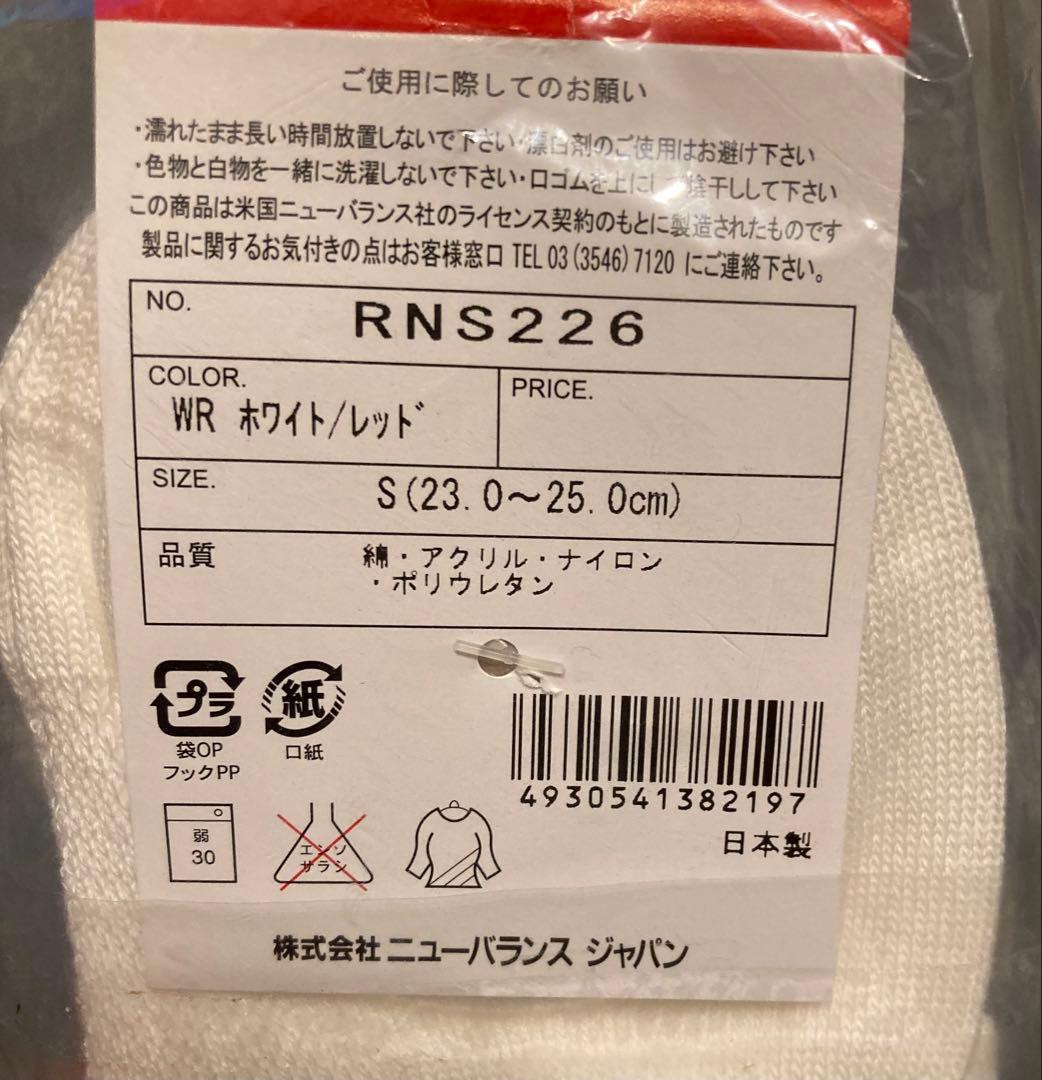 ご使用に際してのお願い
・濡れたまま長い時間放置しないで下さい・漂白剤のご使用はお避け下さい
・色物と白物を一緒に洗濯しないで下さい・口ゴムを上にし 陰干しして下さい
この商品は米国ニューバランス社のライセンス契約のもとに製造されたものです
製品に関するお気付きの点はお客様窓口 TEL 03(3546)7120 にご連絡下さい。
NO.
RNS226
COLOR.
PRICE.
WR ホワイト/レッド
SIZE.
S(23.0〜25.0cm)
品質
綿・アクリル・ナイロン
・ポリウレタン
プラ
紙
袋OP
フックPP
口紙
4930541382197
日本製
弱
30
エンソ
サラシ
株式会社 ニューバランス ジャパン